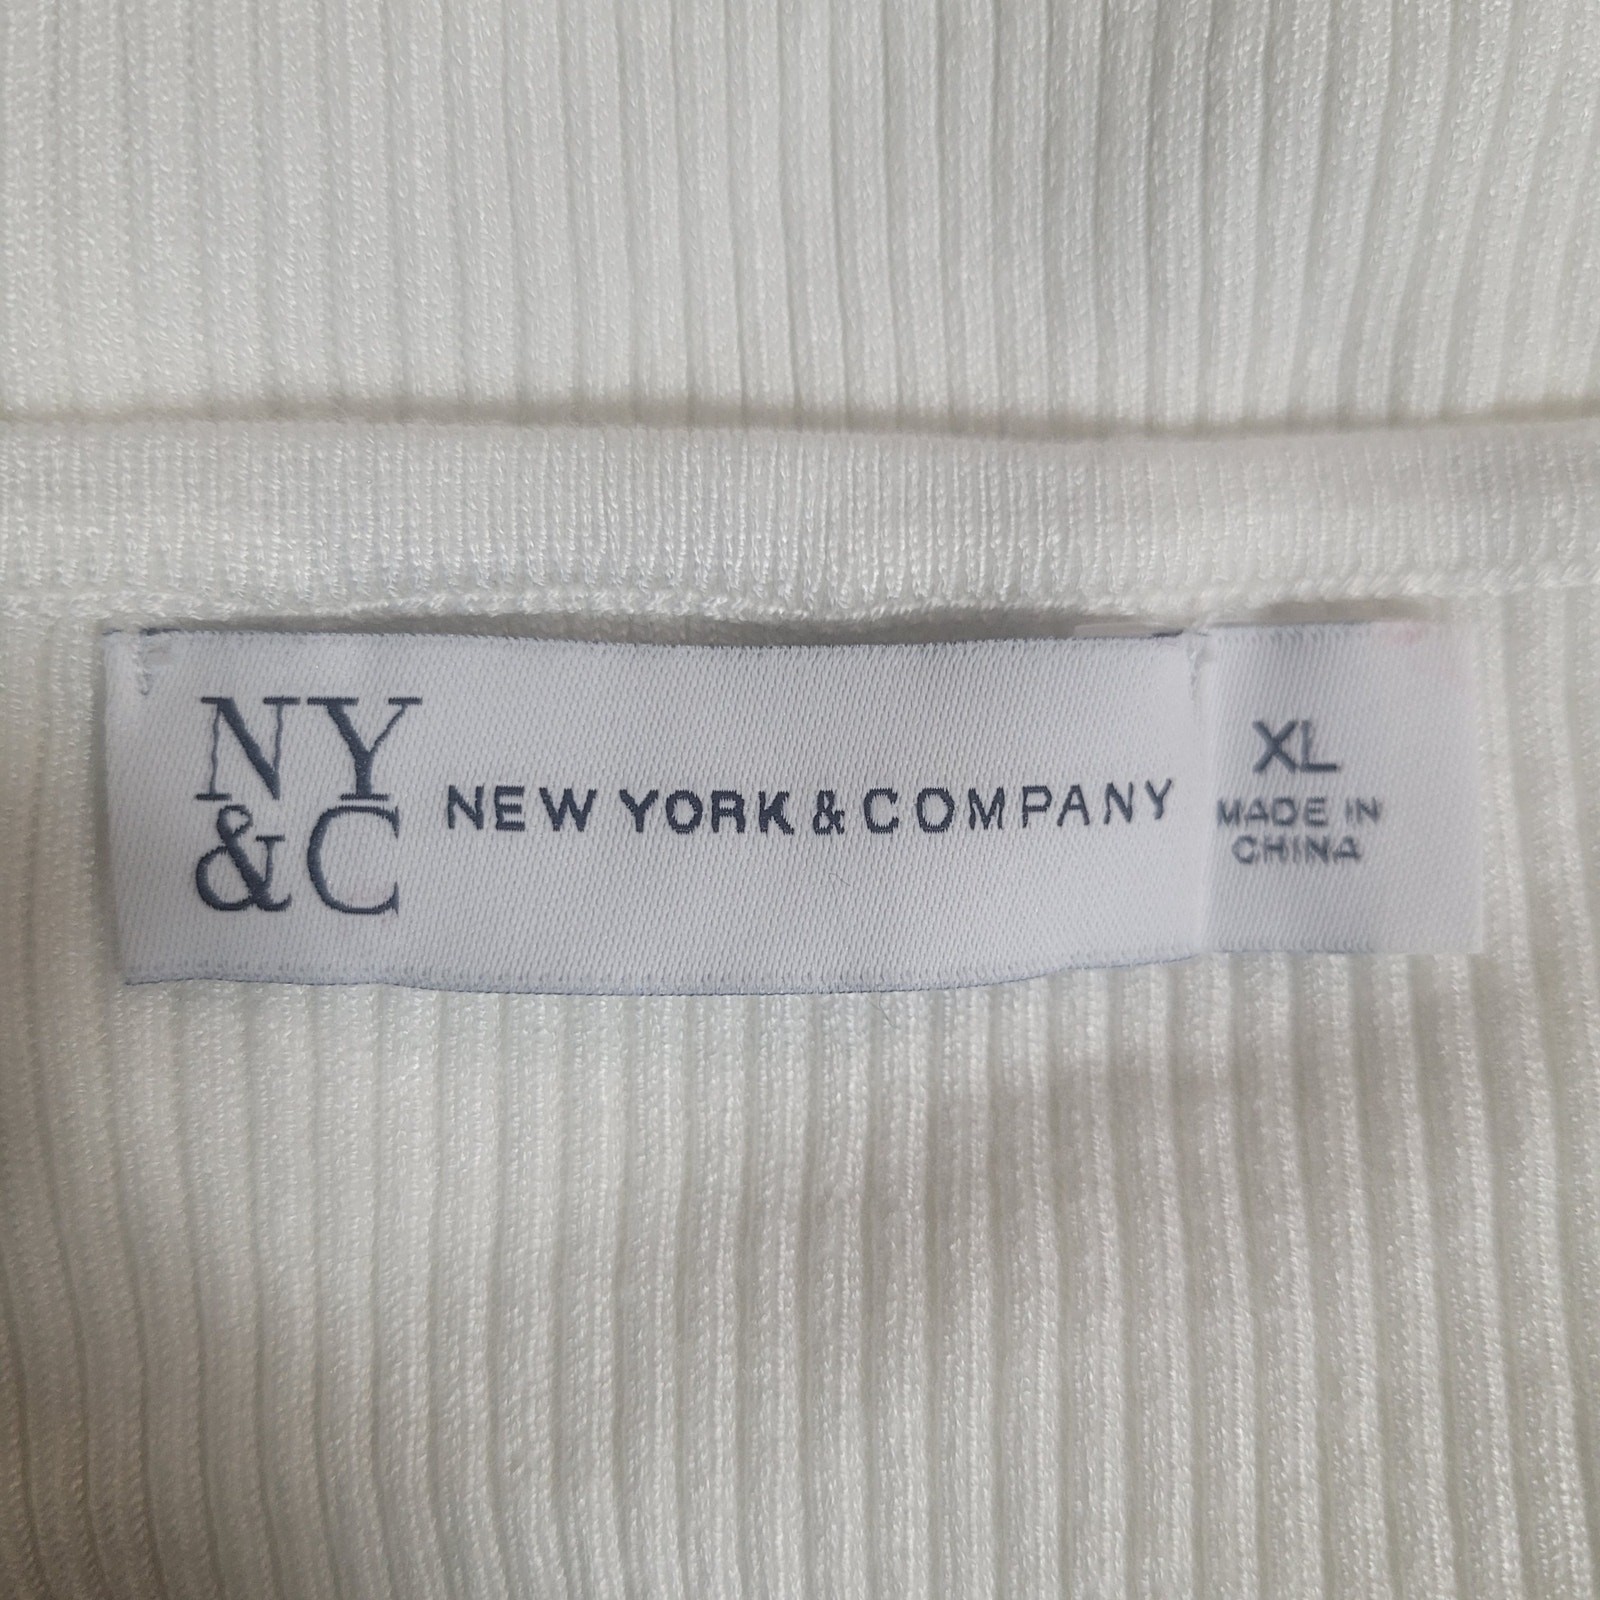 NY
&C
NEW YORK & COMPANY
XL
MADE IN
CHINA